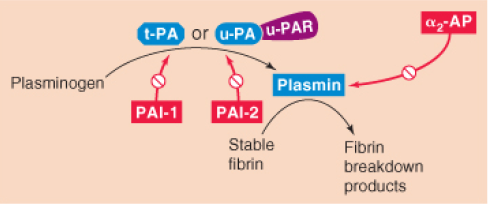 t-PA or u-PA u-PAR
α₂-AP
Plasminogen
Plasmin
PAI-1
PAI-2
Stable
fibrin
Fibrin
breakdown
products